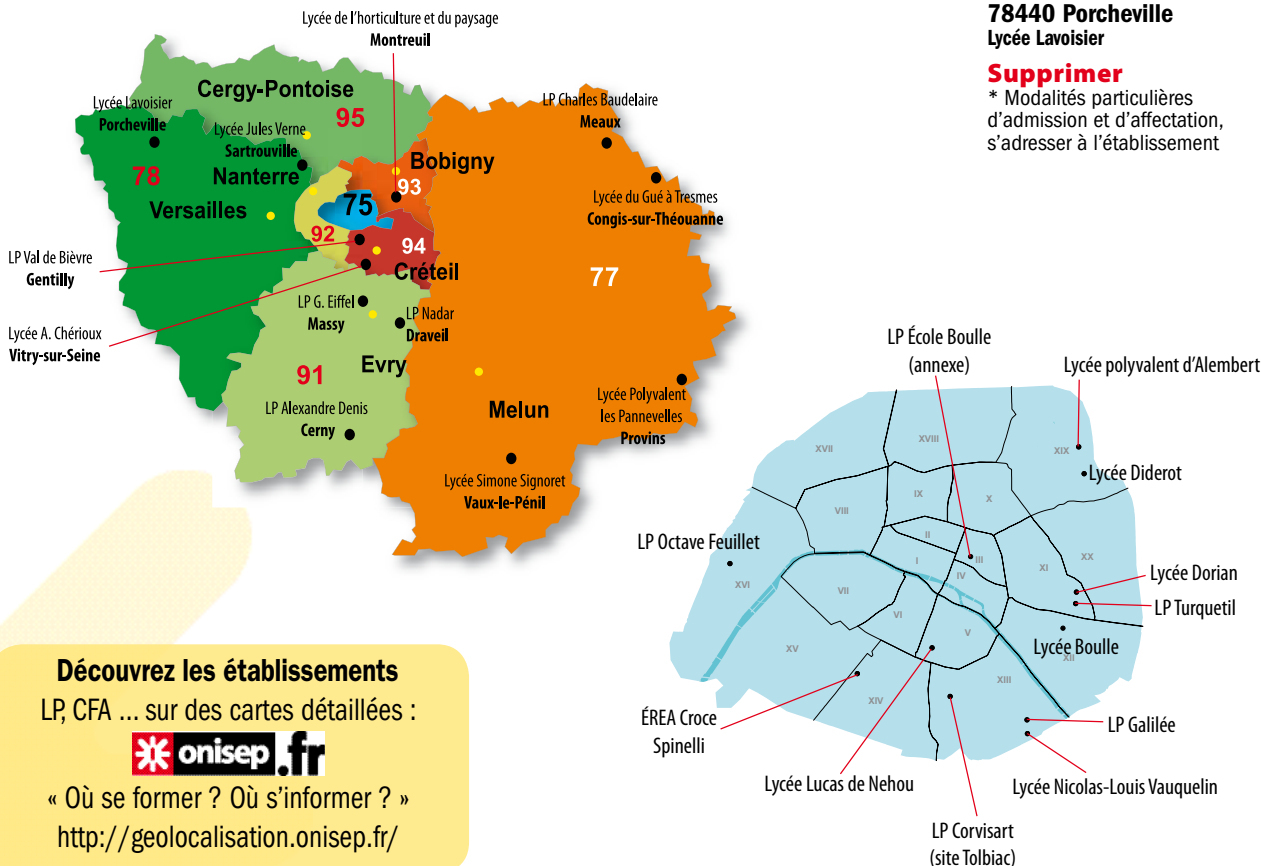 Lycée de l'horticulture et du paysage
Montreuil
78440 Porcheville
Lycée Lavoisier
Supprimer
* Modalités particulières
d'admission et d'affectation,
s'adresser à l'établissement
Cergy-Pontoise
95
Lycée Lavoisier
Porcheville
Lycée Jules Verne
Sartrouville
LP Charles Baudelaire
Meaux
78
Nanterre
Bobigny
93
Versailles
75
Lycée du Gué à Tresmes
Congis-sur-Théouanne
92
94
Créteil
77
LP Val de Bièvre
Gentilly
LP G. Eiffel
Massy
LP Nadar
Draveil
Lycée A. Chérioux
Vitry-sur-Seine
91
Evry
LP Alexandre Denis
Cerny
Melun
Lycée Polyvalent
les Pannevelles
Provins
Lycée Simone Signoret
Vaux-le-Pénil
LP École Boulle
(annexe)
Lycée polyvalent d'Alembert
XVII
XVIII
XIX
Lycée Diderot
IX
X
VIII
II
LP Octave Feuillet
I
III
XI
XX
XVI
IV
Lycée Dorian
VII
LP Turquetil
VI
V
XV
Lycée Boulle
XII
XIV
XIII
ÉREA Croce
Spinelli
LP Galilée
Lycée Lucas de Nehou
Lycée Nicolas-Louis Vauquelin
LP Corvisart
(site Tolbiac)
Découvrez les établissements
LP, CFA ... sur des cartes détaillées :
onisep .fr
« Où se former ? Où s'informer ? »
http://geolocalisation.onisep.fr/